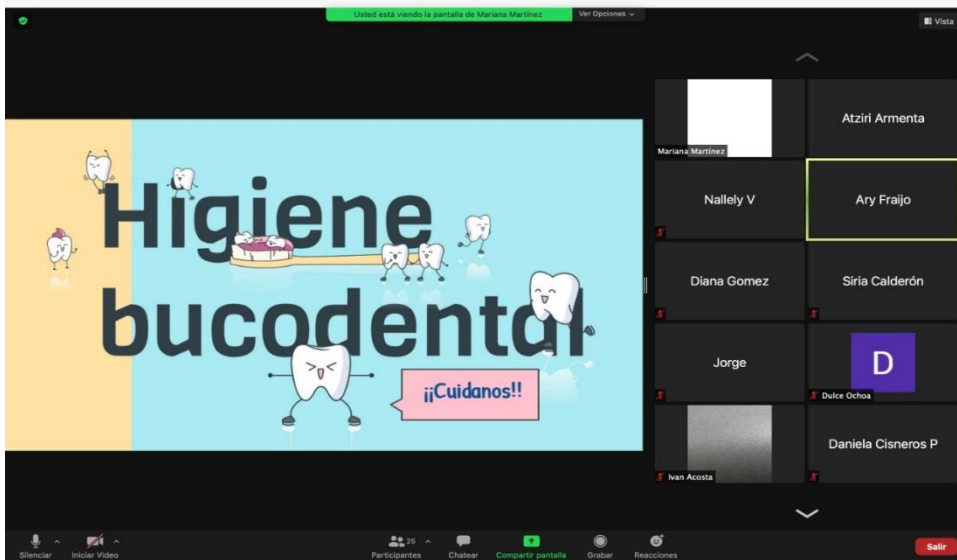 Usted está viendo la pantalla de Mariana Martínez
Ver Opciones
Vista
Higiene
bucodental
¡¡Cuidanos!!
Mariana Martínez
Atziri Armenta
Nallely V
Ary Fraijo
Diana Gomez
Siria Calderón
Jorge
D
Dulce Ochoa
Ivan Acosta
Daniela Cisneros P
Silenciar
Iniciar Video
25
Participantes
Chatear
Compartir pantalla
Grabar
Reacciones
Salir